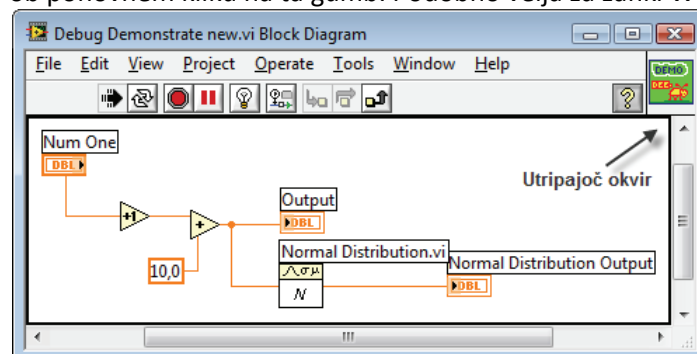 ob ponovnem kliku na ta gumb. Podobno velja za zanki W
Debug Demonstrate new.vi Block Diagram
File Edit View Project Operate Tools Window Help
DEMO
Num One
DBL
Utripajoč okvir
+1
+
Output
DBL
10,0
Normal Distribution.vi
σμ
N
Normal Distribution Output
DBL